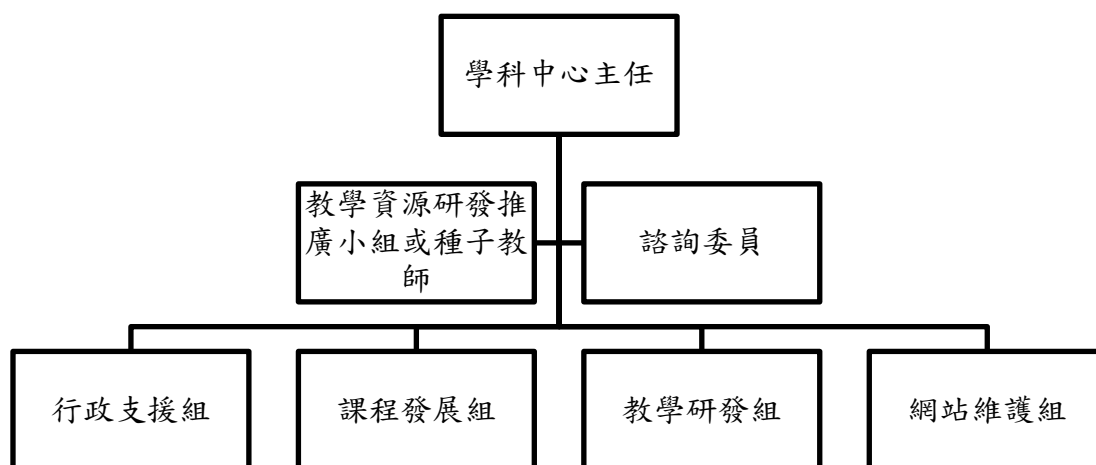 學科中心主任
教學資源研發推
廣小組或種子教
師
諮詢委員
行政支援組
課程發展組
教學研發組
網站維護組